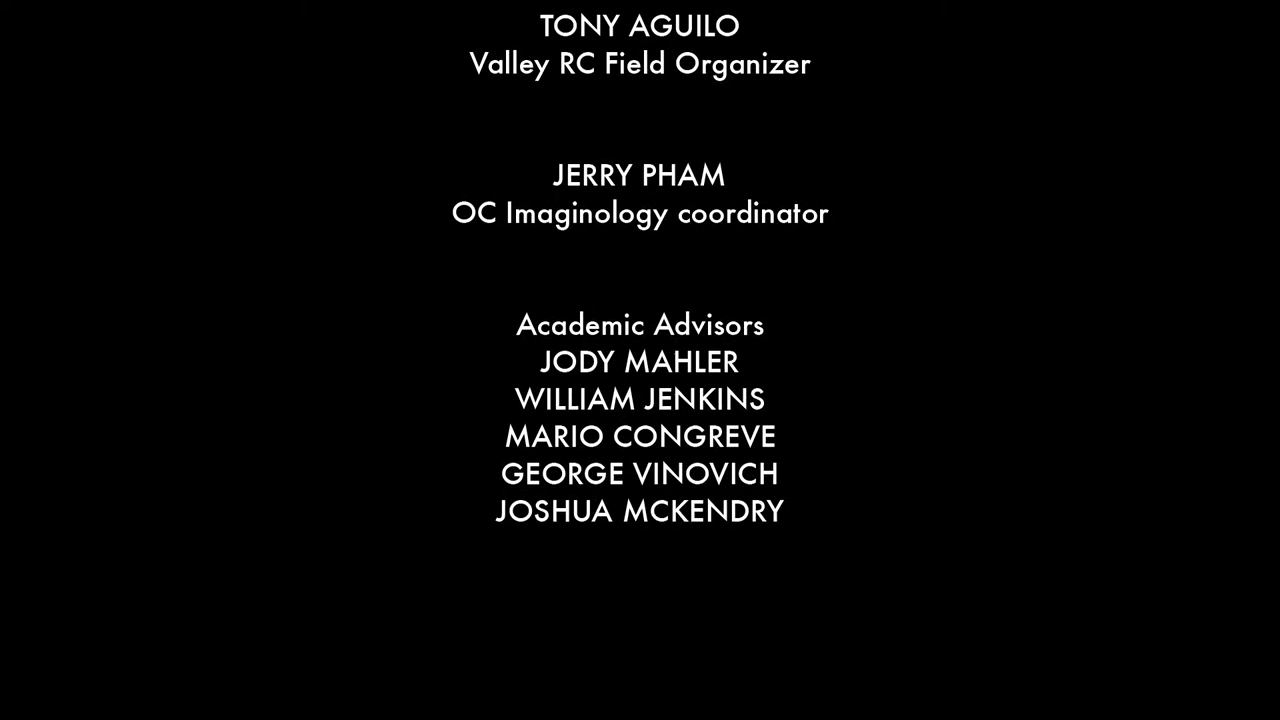 TONY AGUILO
Valley RC Field Organizer
JERRY PHAM
OC Imaginology coordinator
Academic Advisors
JODY MAHLER
WILLIAM JENKINS
MARIO CONGREVE
GEORGE VINOVICH
JOSHUA MCKENDRY